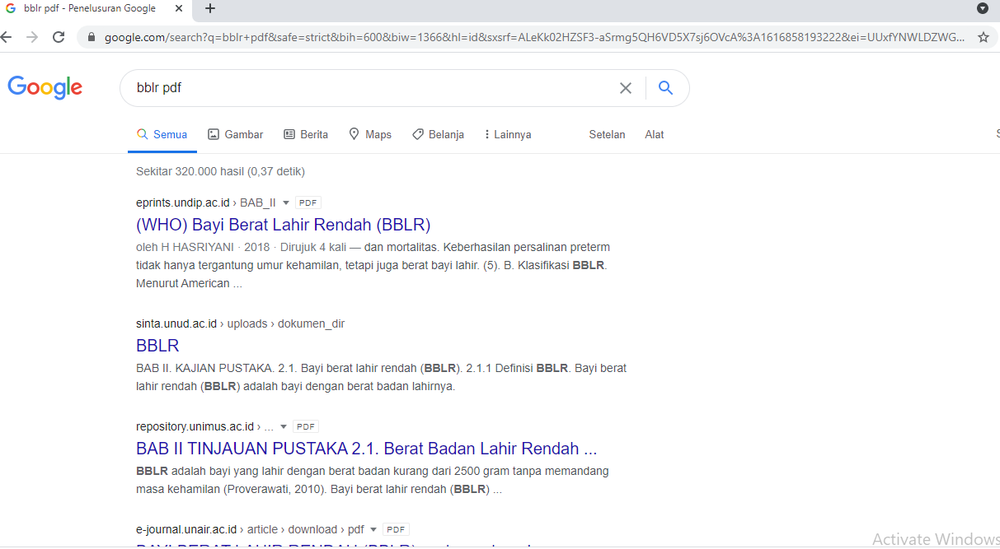 bblr pdf - Penelusuran Google
google.com/search?q=bblr+pdf&safe=strict&bih=600&biw=1366&hl=id&sxsrf=ALeKk02HZSF3-aSrmg5QH6VD5X7sj6OVcA%3A1616858193222&ei=UUxfYNWLDZWG...
Google
bblr pdf
Semua Gambar Berita Maps Belanja Lainnya Setelan Alat
Sekitar 320.000 hasil (0,37 detik)
eprints.undip.ac.id › BAB_II PDF
(WHO) Bayi Berat Lahir Rendah (BBLR)
oleh H HASRIYANI · 2018 · Dirujuk 4 kali — dan mortalitas. Keberhasilan persalinan preterm
tidak hanya tergantung umur kehamilan, tetapi juga berat bayi lahir. (5). B. Klasifikasi BBLR.
Menurut American ...
sinta.unud.ac.id › uploads › dokumen_dir
BBLR
BAB II. KAJIAN PUSTAKA. 2.1. Bayi berat lahir rendah (BBLR). 2.1.1 Definisi BBLR. Bayi berat
lahir rendah (BBLR) adalah bayi dengan berat badan lahirnya.
repository.unimus.ac.id › ... PDF
BAB II TINJAUAN PUSTAKA 2.1. Berat Badan Lahir Rendah ...
BBLR adalah bayi yang lahir dengan berat badan kurang dari 2500 gram tanpa memandang
masa kehamilan (Proverawati, 2010). Bayi berat lahir rendah (BBLR) ...
e-journal.unair.ac.id › article › download › pdf PDF
BAYI BERAT LAHIR RENDAH (BBLR)
Activate Windows